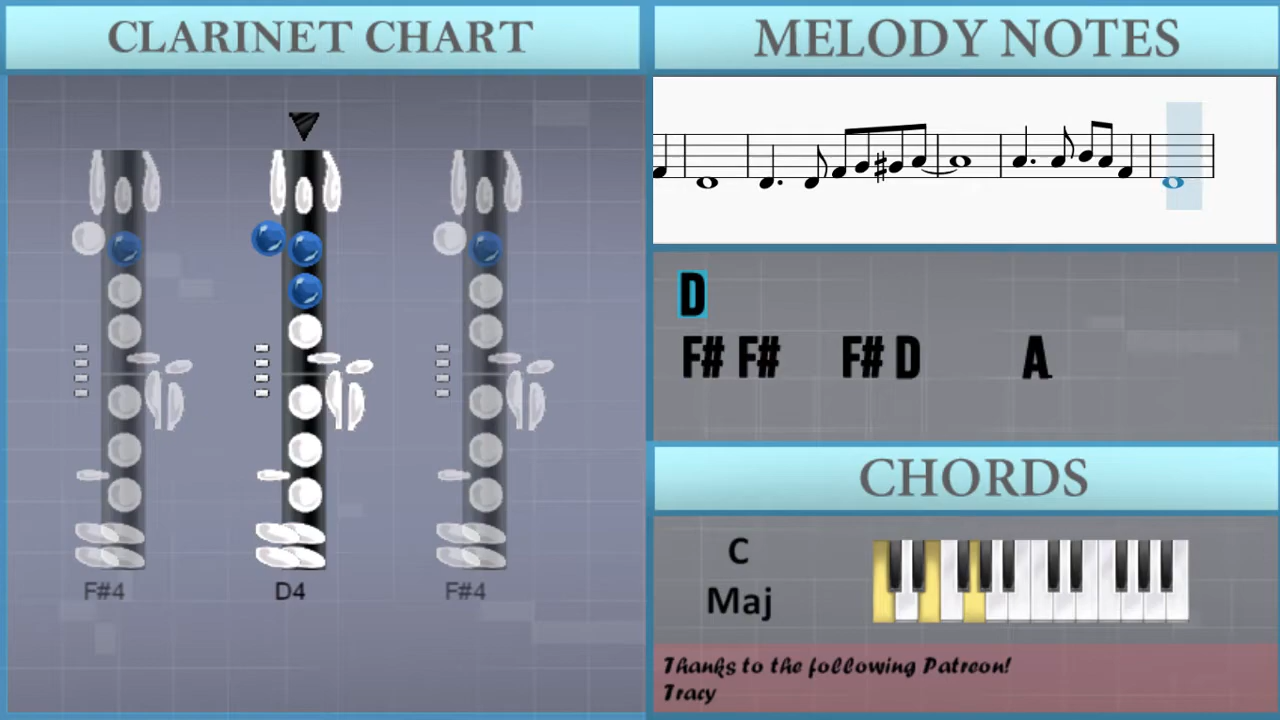 CLARINET CHART
MELODY NOTES
D
F# F# F# D A
CHORDS
C
Maj
F#4 D4 F#4
Thanks to the following Patreon!
Tracy